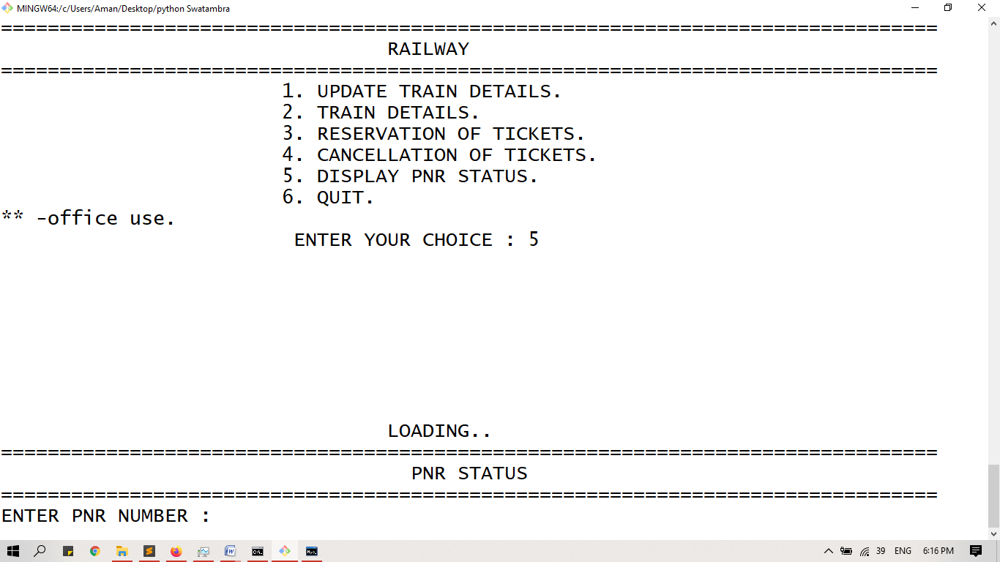 MINGW64:/c/Users/Aman/Desktop/python Swatambra
================================================================================
RAILWAY
================================================================================
1. UPDATE TRAIN DETAILS.
2. TRAIN DETAILS.
3. RESERVATION OF TICKETS.
4. CANCELLATION OF TICKETS.
5. DISPLAY PNR STATUS.
6. QUIT.
** -office use.
ENTER YOUR CHOICE : 5
LOADING..
================================================================================
PNR STATUS
================================================================================
ENTER PNR NUMBER :
39 ENG 6:16 PM